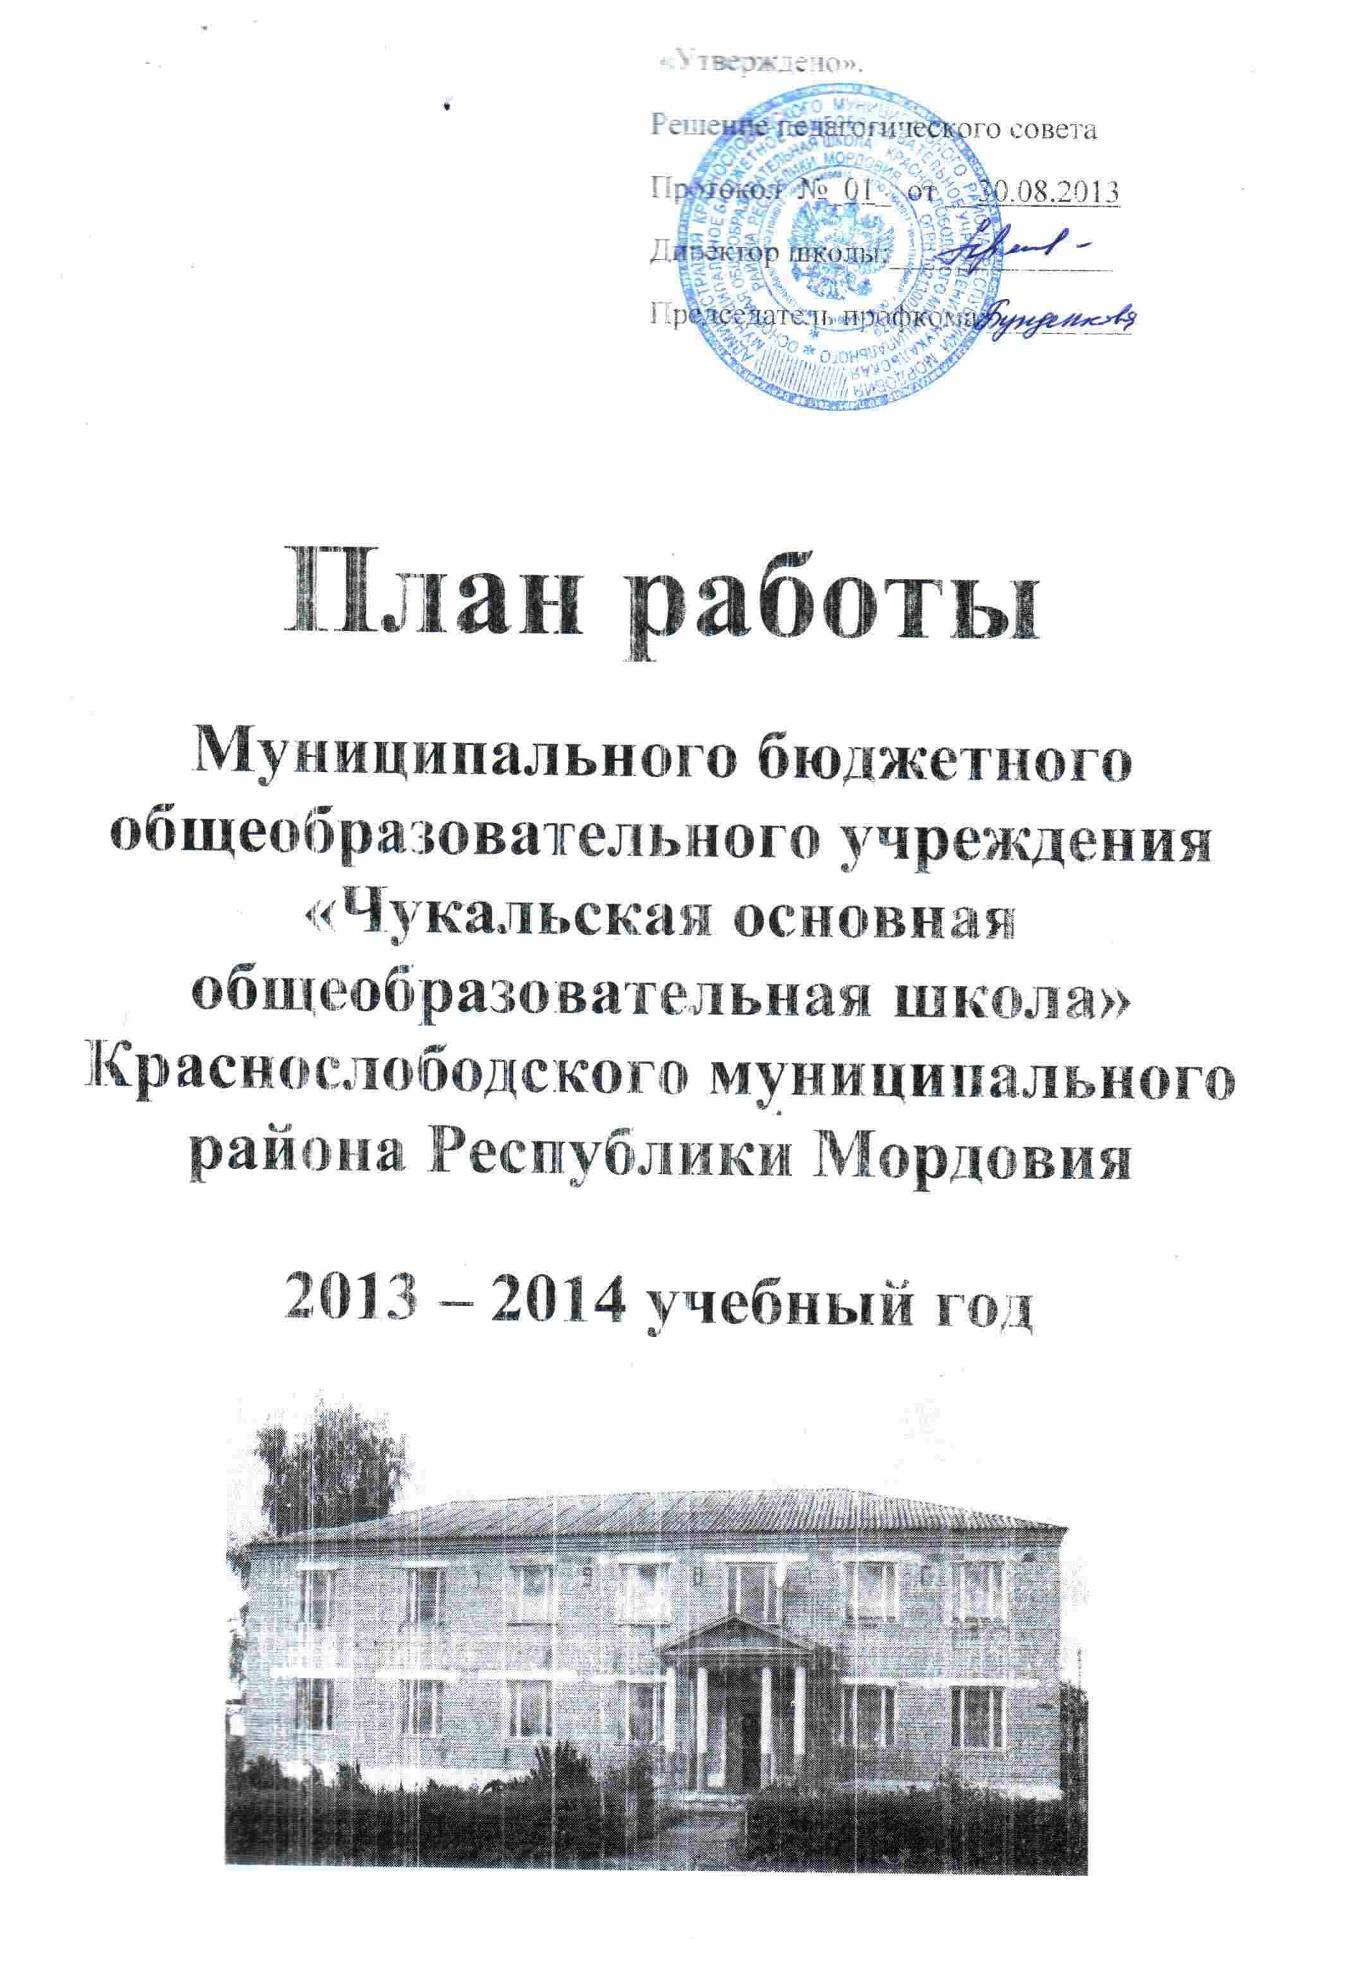 «Утверждено».
Решение педагогического совета
Протокол № 01 от 30.08.2013
Директор школы:
Председатель профкома Бунденкова
План работы
Муниципального бюджетного
общеобразовательного учреждения
«Чукальская основная
общеобразовательная школа»
Краснослободского муниципального
района Республики Мордовия
2013 – 2014 учебный год